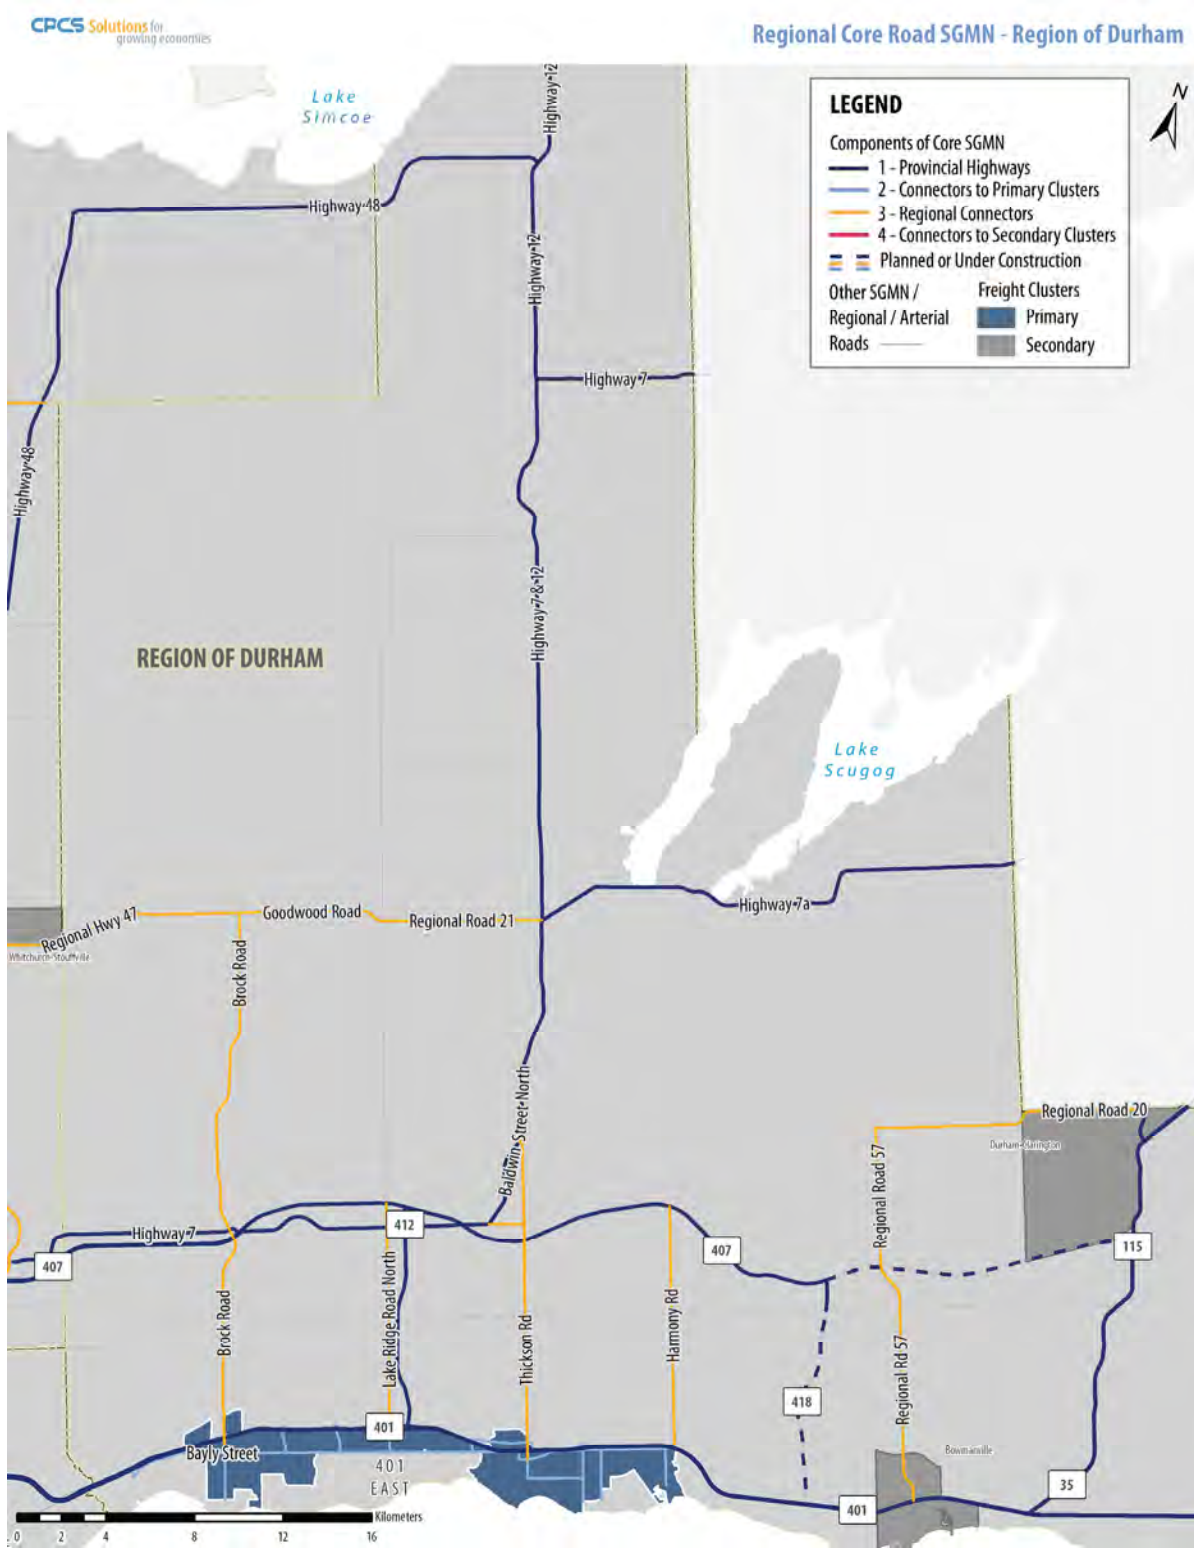 CPCS Solutions for
growing economies
Regional Core Road SGMN - Region of Durham
Lake
Simcoe
Highway 12
N
LEGEND
Components of Core SGMN
1 - Provincial Highways
2 - Connectors to Primary Clusters
3 - Regional Connectors
4 - Connectors to Secondary Clusters
Planned or Under Construction
Other SGMN /
Regional / Arterial
Roads
Freight Clusters
Primary
Secondary
Highway 48
Highway 12
Highway 7
Highway 48
Highway 7 & 12
REGION OF DURHAM
Lake
Scugog
Highway 7a
Regional Hwy 47
Goodwood Road
Regional Road 21
Whitchurch-Stouffville
Brock Road
Baldwin Street North
Regional Road 20
Durham-Clarington
Regional Road 57
Highway 7
412
407
407
115
Brock Road
Lake Ridge Road North
Thickson Rd
Harmony Rd
Regional Rd 57
418
401
Bayly Street
401
EAST
Bowmanville
35
401
Kilometers
0 2 4 8 12 16